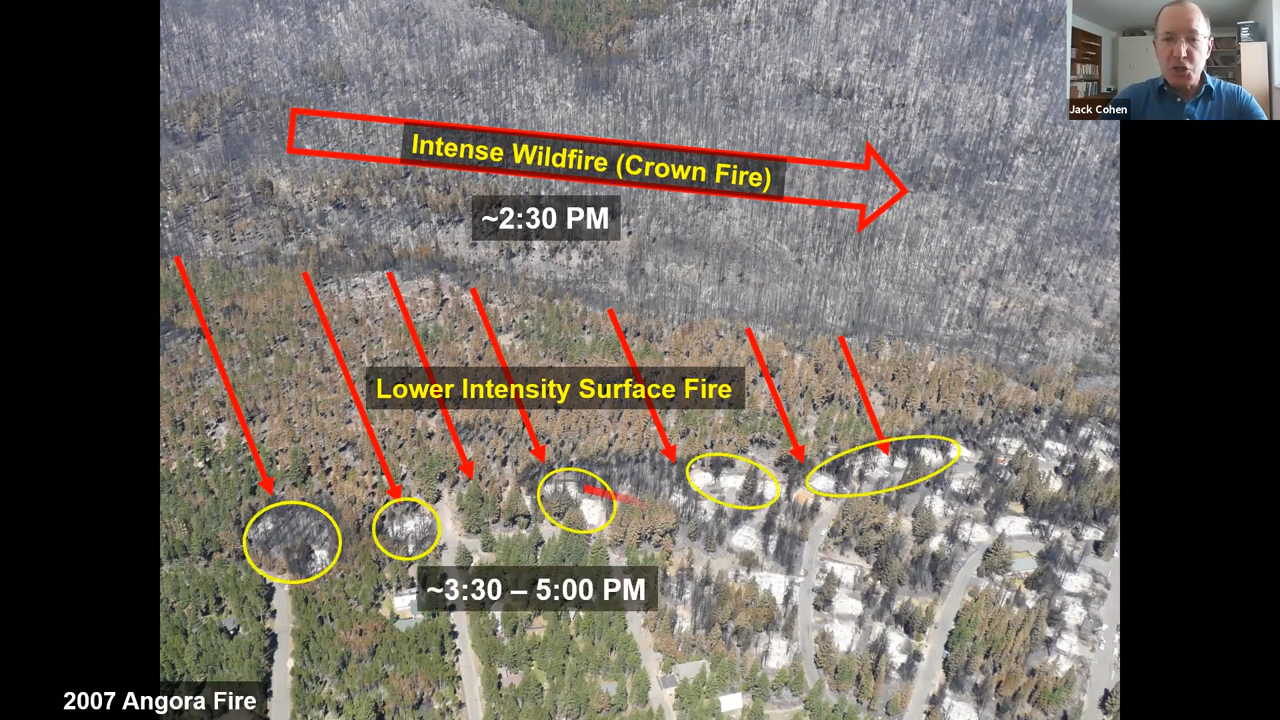 Jack Cohen
Intense Wildfire (Crown Fire)
~2:30 PM
Lower Intensity Surface Fire
~3:30 – 5:00 PM
2007 Angora Fire